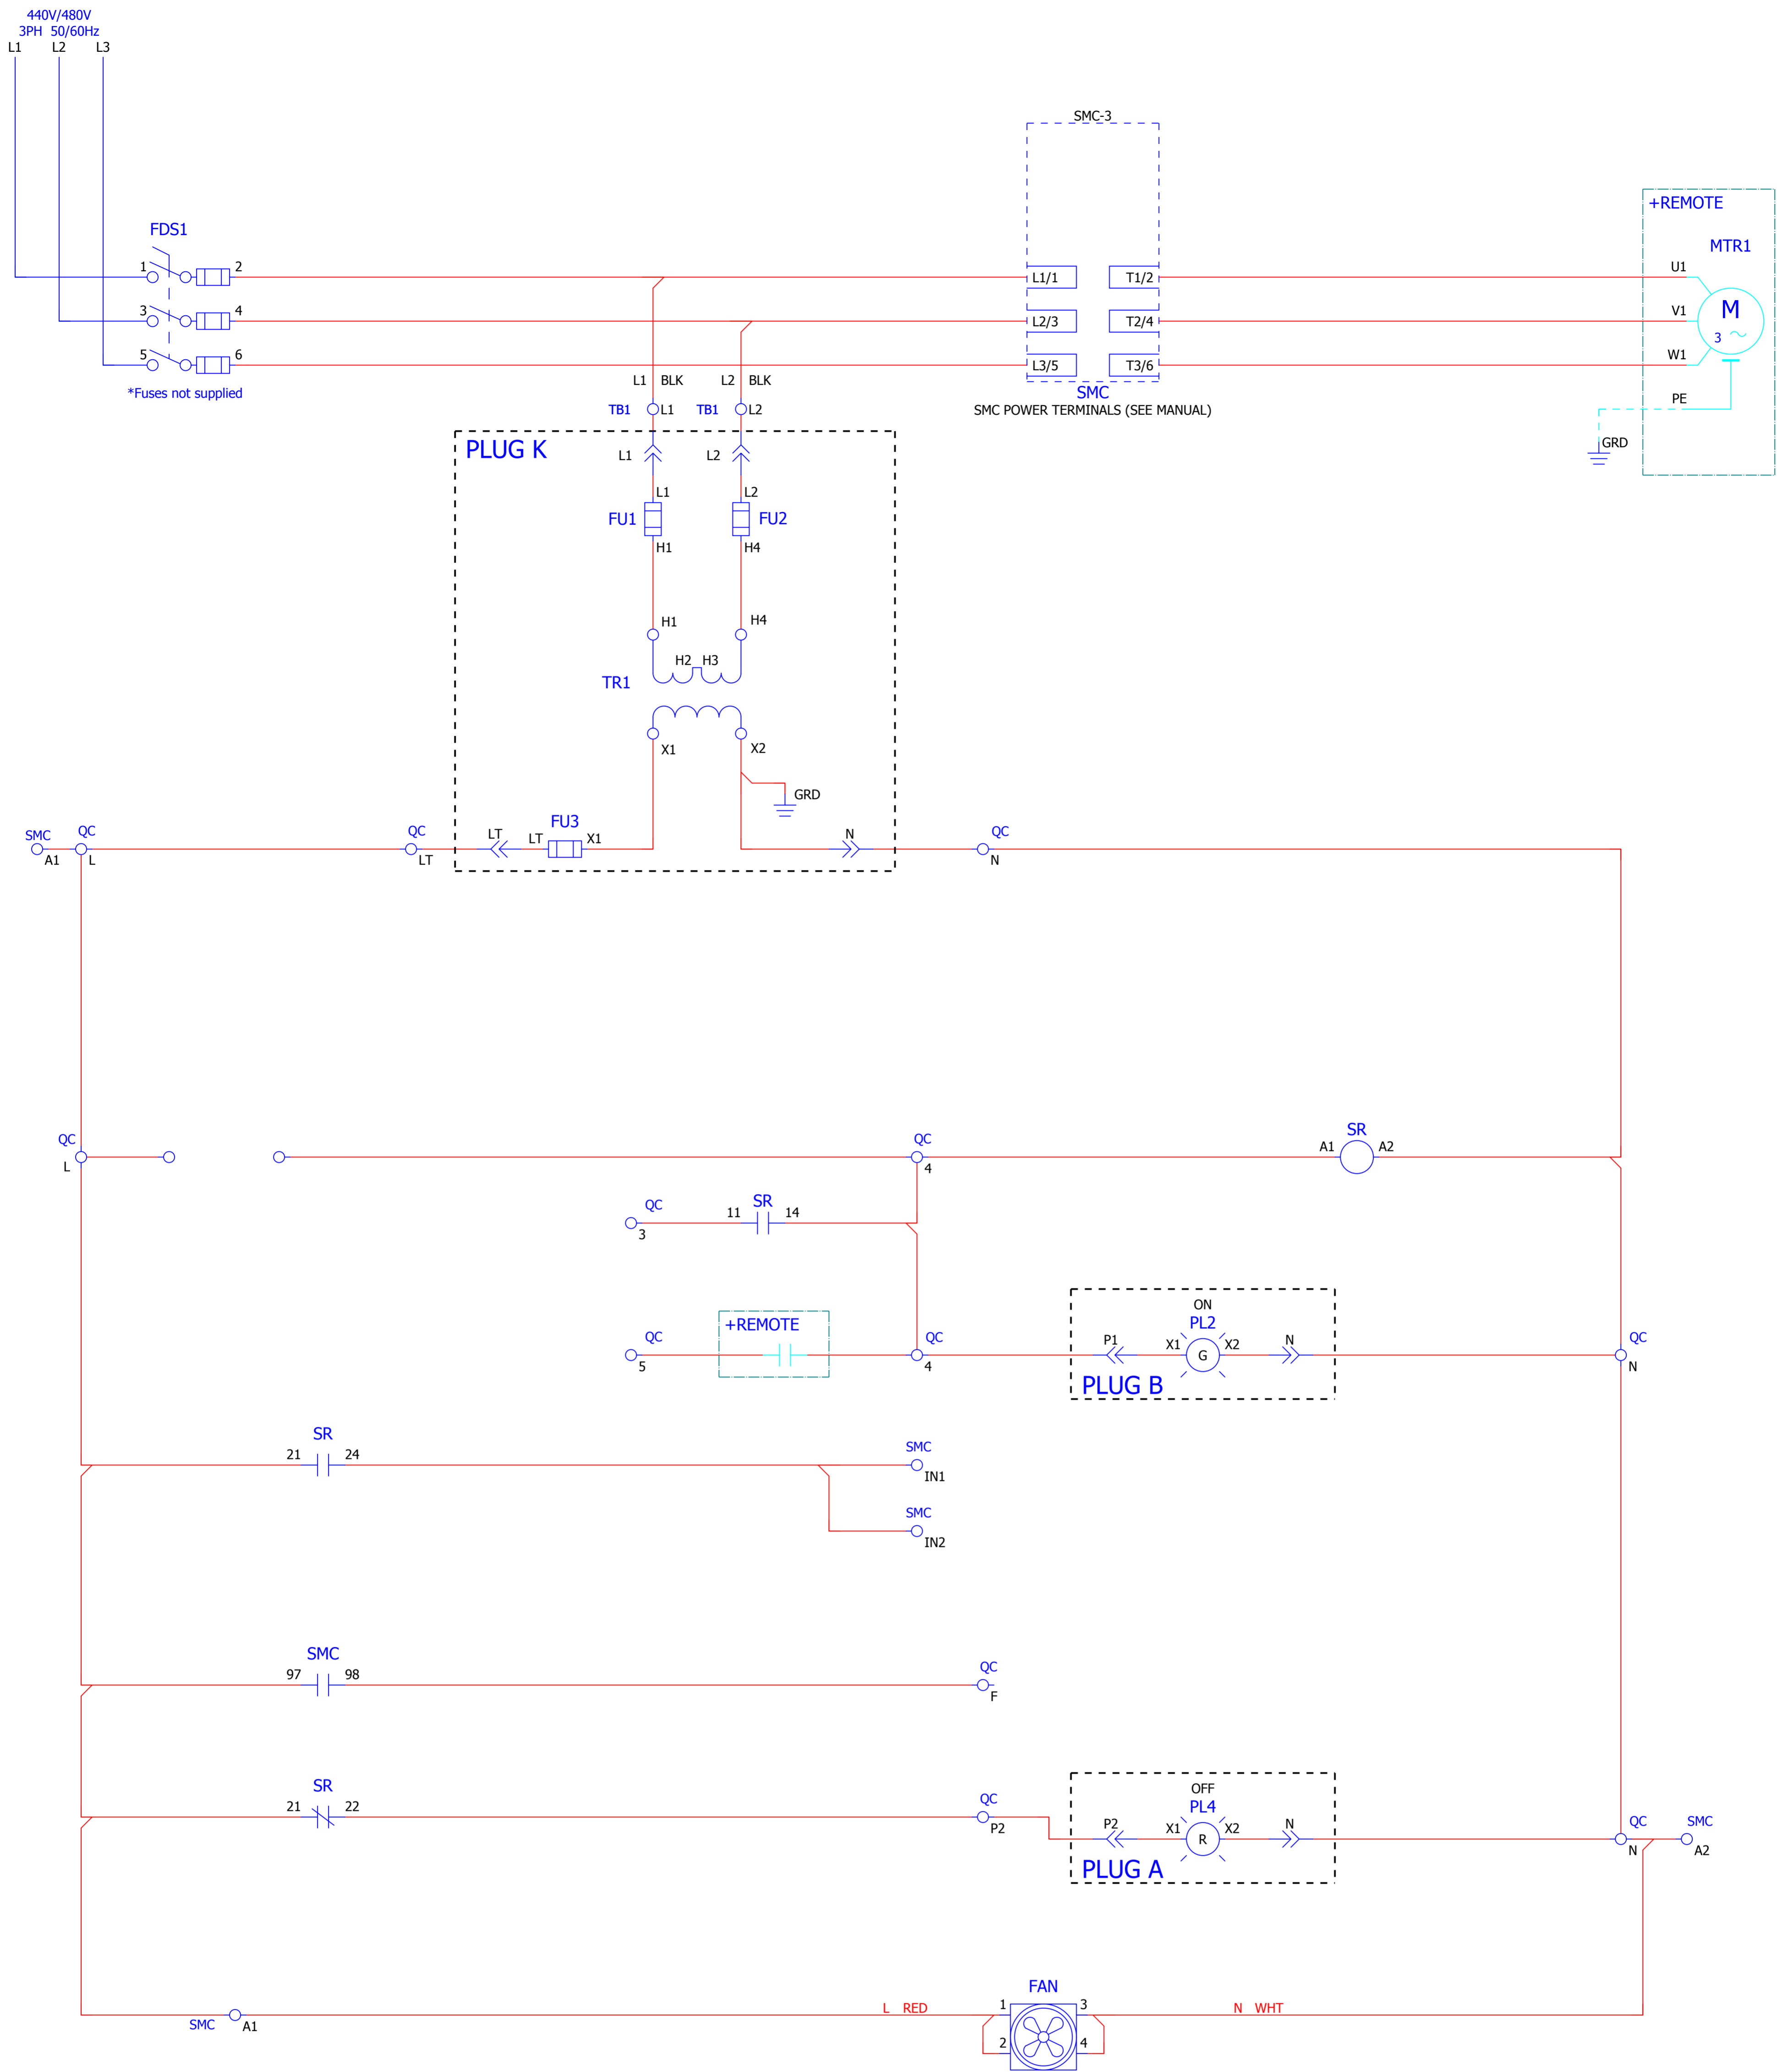 440V/480V
3PH 50/60Hz
L1 L2 L3
SMC-3
+REMOTE
MTR1
FDS1
1 2
L1/1 T1/2
U1
3 4
L2/3 T2/4
V1
M
3
5 6
L3/5 T3/6
W1
*Fuses not supplied
L1 BLK L2 BLK
SMC
SMC POWER TERMINALS (SEE MANUAL)
PE
TB1 L1 TB1 L2
GRD
PLUG K
L1 L2
L1 L2
FU1 FU2
H1 H4
H1 H4
H2 H3
TR1
X1 X2
GRD
SMC QC QC LT FU3 LT X1 N QC
A1 L LT N
QC QC SR
L 4 A1 A2
QC SR
3 11 14
+REMOTE
QC QC
5 4
ON
PL2
P1 X1 G X2 N
PLUG B
QC
N
SR
21 24
SMC
IN1
SMC
IN2
SMC
97 98
QC
F
SR
21 22
QC
P2
OFF
PL4
P2 X1 R X2 N
PLUG A
QC SMC
N A2
FAN
L RED 1 3 N WHT
SMC A1
2 4